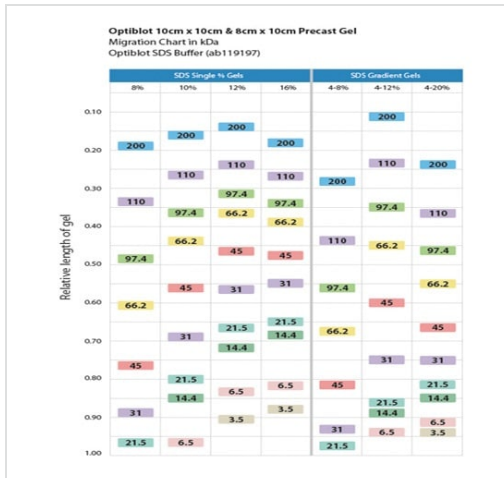 Optiblot 10cm x 10cm & 8cm x 10cm Precast Gel
Migration Chart in kDa
Optiblot SDS Buffer (ab119197)
SDS Single % Gels SDS Gradient Gels
8% 10% 12% 16% 4-8% 4-12% 4-20%
Relative length of gel
0.10
200
200
200 160
0.20
200 200
200
110 110
200
110 110 110
200
0.30
97.4
110 97.4 97.4
97.4 66.2 110
0.40
66.2
66.2 110 66.2
45 45 97.4
97.4
0.50
31
45 31 97.4 66.2
0.60
66.2 45
21.5
21.5 66.2 45
31 14.4
0.70
14.4
45 31 31
21.5 21.5
0.80
6.5 45
14.4 6.5 21.5 14.4
31 3.5 14.4
0.90
3.5 6.5
31 6.5 3.5
21.5 6.5 21.5
1.00